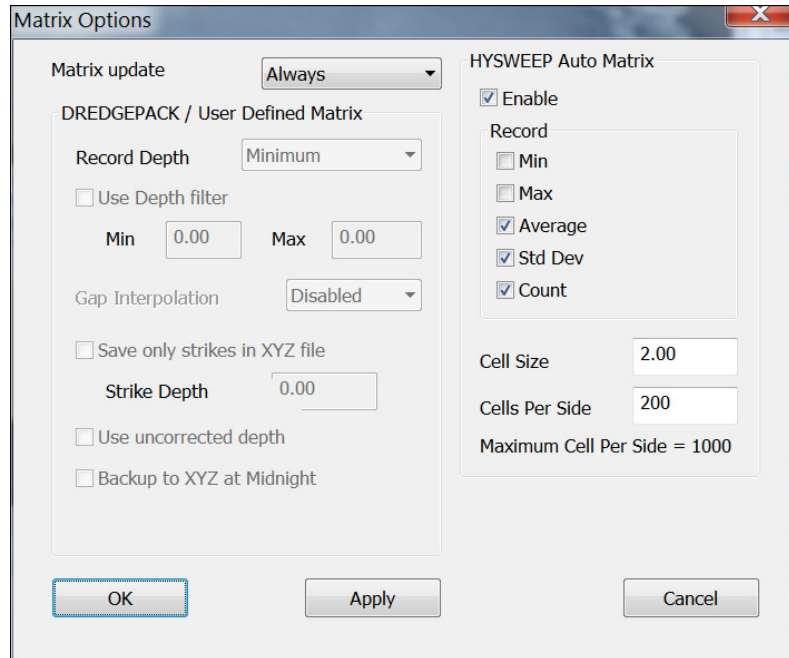 Matrix Options
Matrix update Always
DREDGEPACK / User Defined Matrix
Record Depth Minimum
Use Depth filter
Min 0.00 Max 0.00
Gap Interpolation Disabled
Save only strikes in XYZ file
Strike Depth 0.00
Use uncorrected depth
Backup to XYZ at Midnight
HYSWEEP Auto Matrix
Enable
Record
Min
Max
Average
Std Dev
Count
Cell Size 2.00
Cells Per Side 200
Maximum Cell Per Side = 1000
OK Apply Cancel